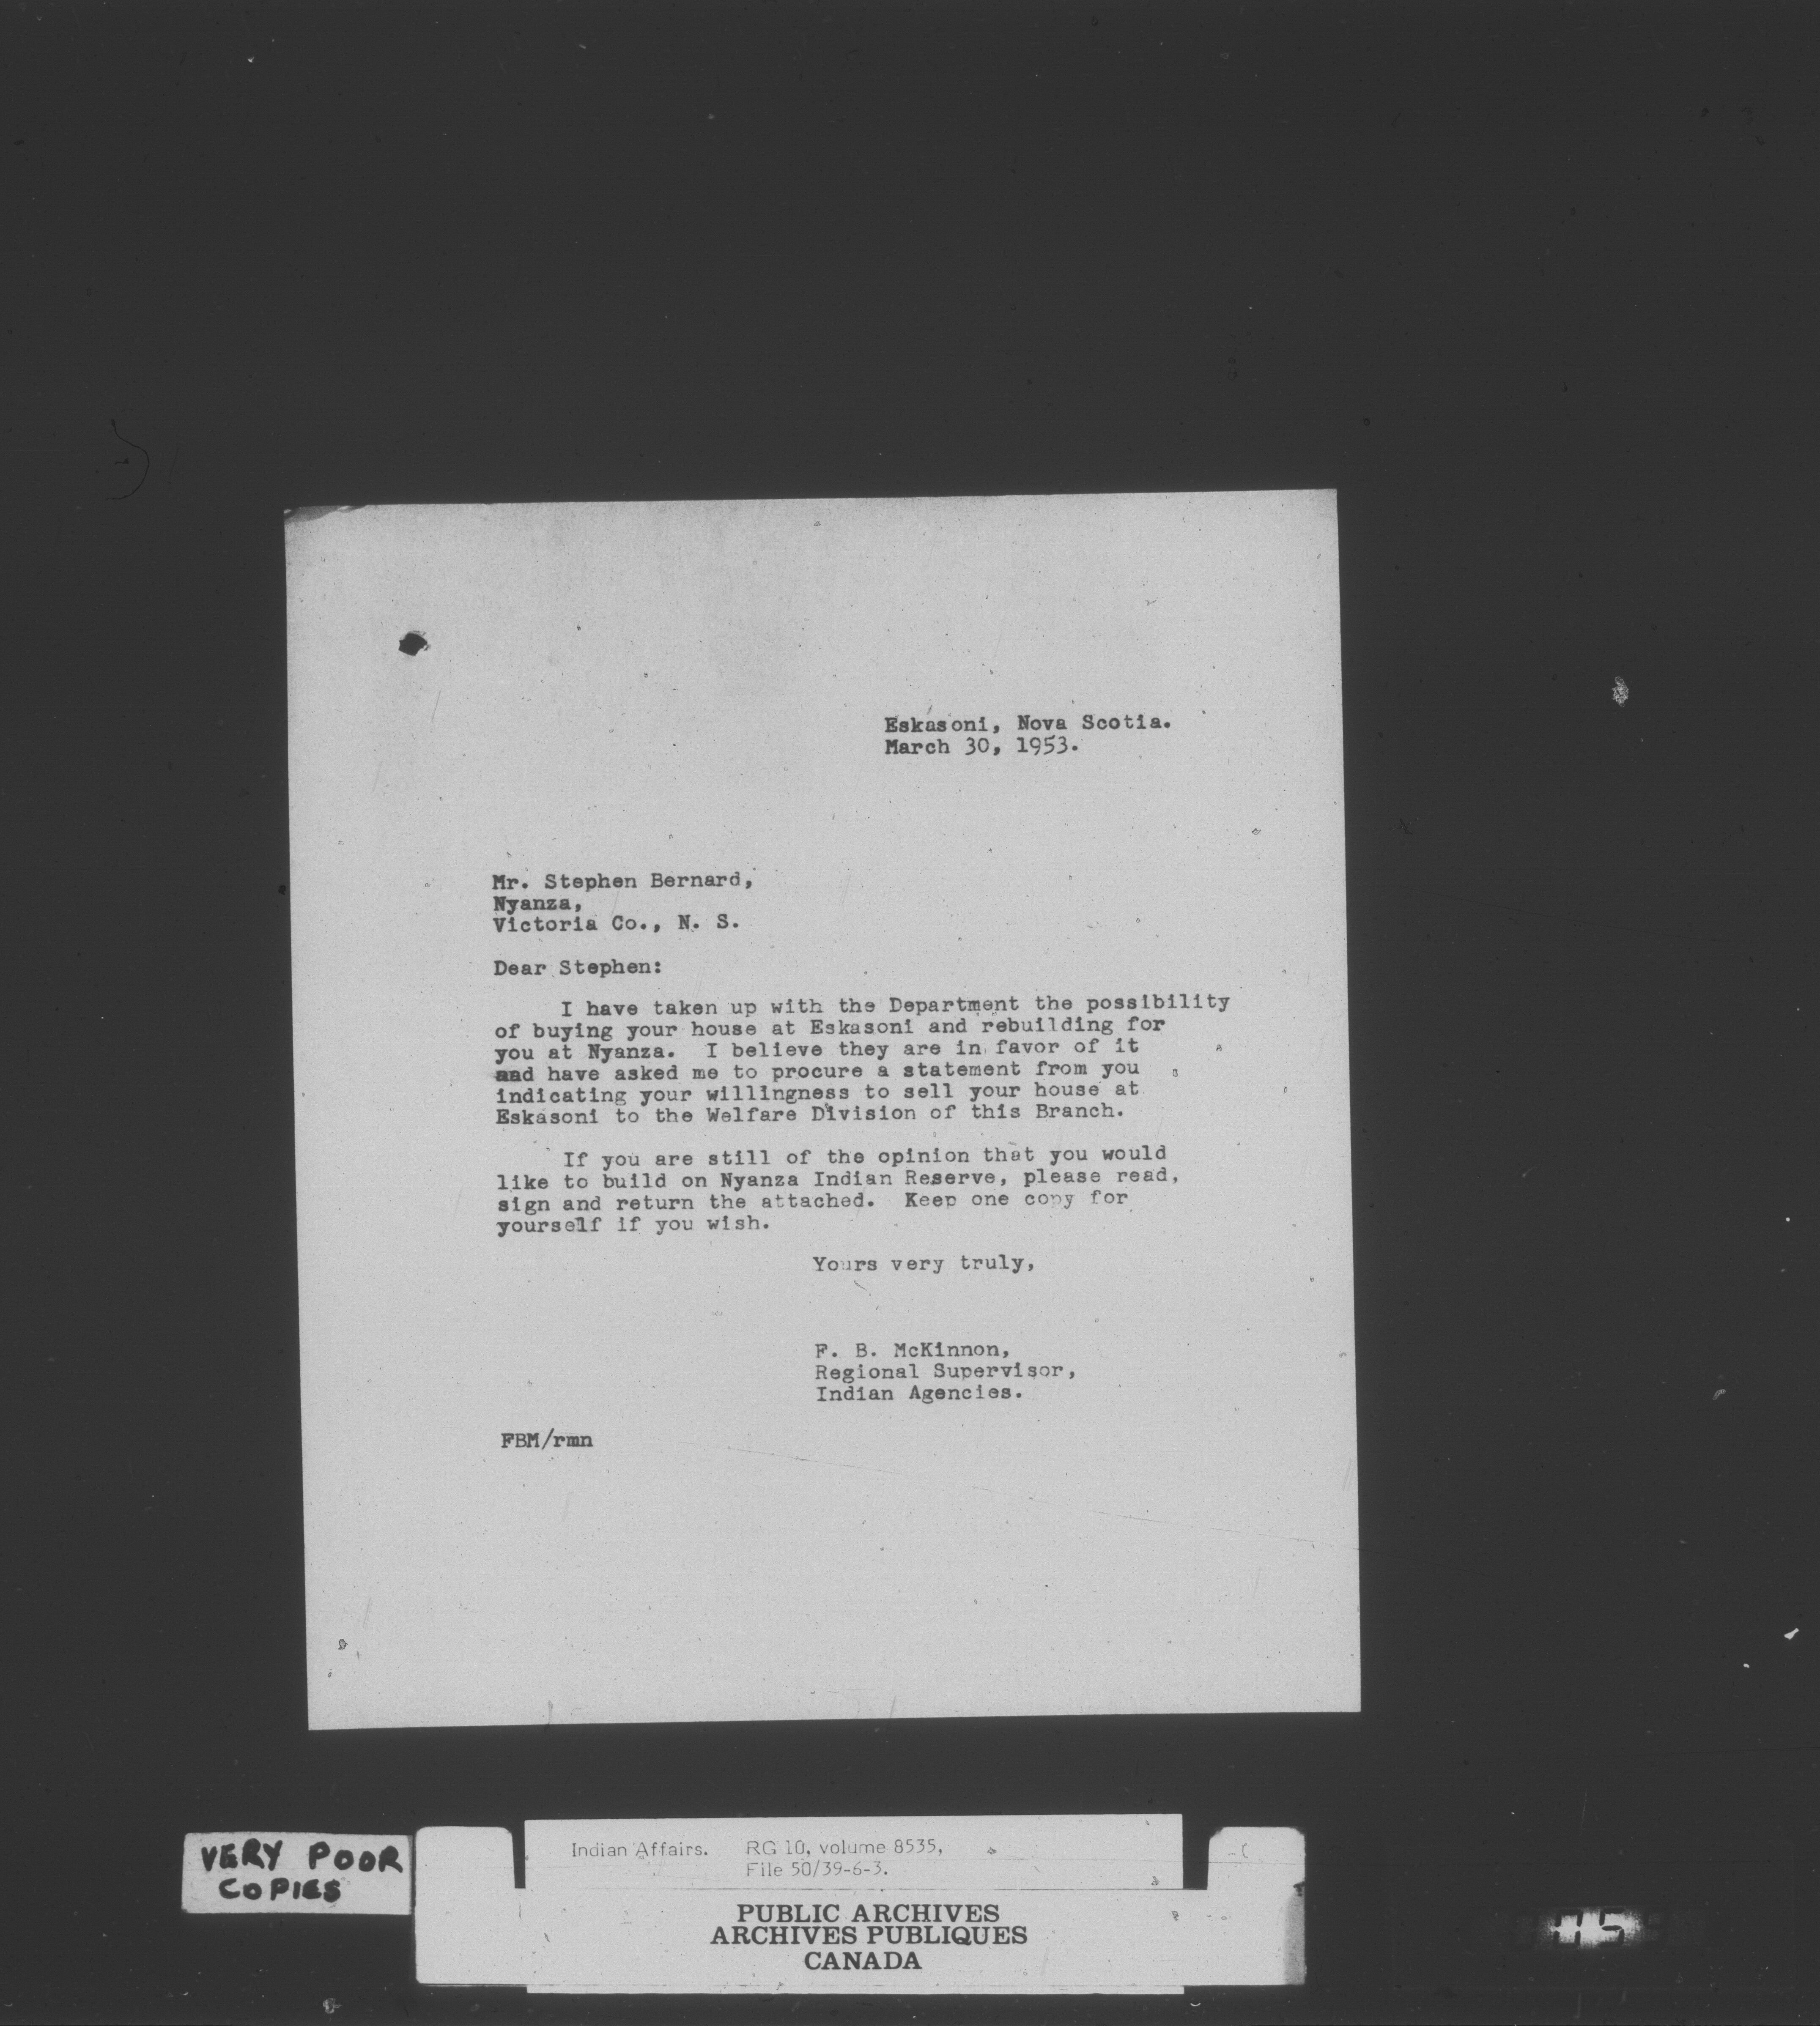 Eskasoni, Nova Scotia.
March 30, 1953.
Mr. Stephen Bernard,
Nyanza,
Victoria Co., N. S.
Dear Stephen:
I have taken up with the Department the possibility
of buying your house at Eskasoni and rebuilding for
you at Nyanza. I believe they are in favor of it
and have asked me to procure a statement from you
indicating your willingness to sell your house at
Eskasoni to the Welfare Division of this Branch.
If you are still of the opinion that you would
like to build on Nyanza Indian Reserve, please read,
sign and return the attached. Keep one copy for
yourself if you wish.
Yours very truly,
F. B. McKinnon,
Regional Supervisor,
Indian Agencies.
FBM/rmn
VERY POOR
COPIES
Indian Affairs. RG 10, volume 8535,
File 50/39-6-3.
PUBLIC ARCHIVES
ARCHIVES PUBLIQUES
CANADA